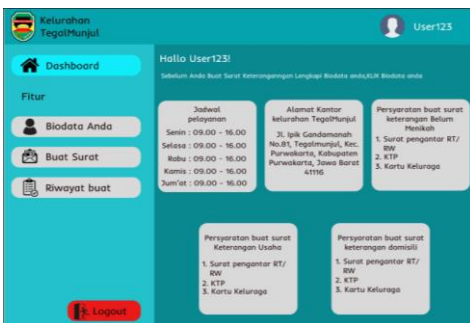 Kelurahan
TegalMunjul
User123
Dashboard
Fitur
Biodata Anda
Buat Surat
Riwayat buat
Logout
Hallo User123!
Sebelum Anda Buat Surat Keteranganngan Lengkapi Biodata anda,KLIK Biodata anda
Jadwal
pelayanan
Senin : 09.00 - 16.00
Selasa : 09.00 - 16.00
Rabu : 09.00 - 16.00
Kamis : 09.00 - 16.00
Jum'at : 09.00 - 16.00
Alamat Kantor
kelurahan TegalMunjul
Jl. Ipik Gandamanah
No.81, Tegalmunjul, Kec.
Purwakarta, Kabupaten
Purwakarta, Jawa Barat
41116
Persyaratan buat surat
keterangan Belum
Menikah
1. Surat pengantar RT/
RW
2. KTP
3. Kartu Keluraga
Persyaratan buat surat
Keterangan Usaha
1. Surat pengantar RT/
RW
2. KTP
3. Kartu Keluraga
Persyaratan buat surat
keterangan domisili
1. Surat pengantar RT/
RW
2. KTP
3. Kartu Keluraga